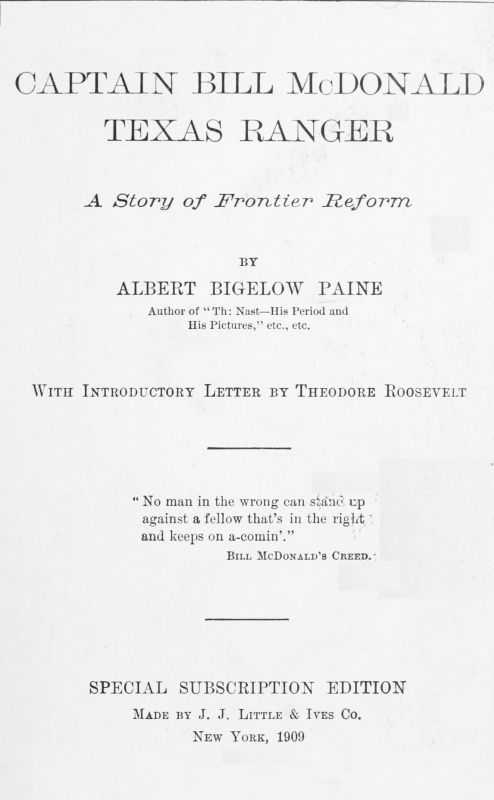 CAPTAIN BILL McDONALD
TEXAS RANGER
A Story of Frontier Reform
BY
ALBERT BIGELOW PAINE
Author of "Th: Nast—His Period and
His Pictures," etc., etc.
WITH INTRODUCTORY LETTER BY THEODORE ROOSEVELT
"No man in the wrong can stand up
against a fellow that's in the right
and keeps on a-comin'."
BILL MCDONALD'S CREED.
SPECIAL SUBSCRIPTION EDITION
MADE BY J. J. LITTLE & IVES CO.
NEW YORK, 1909